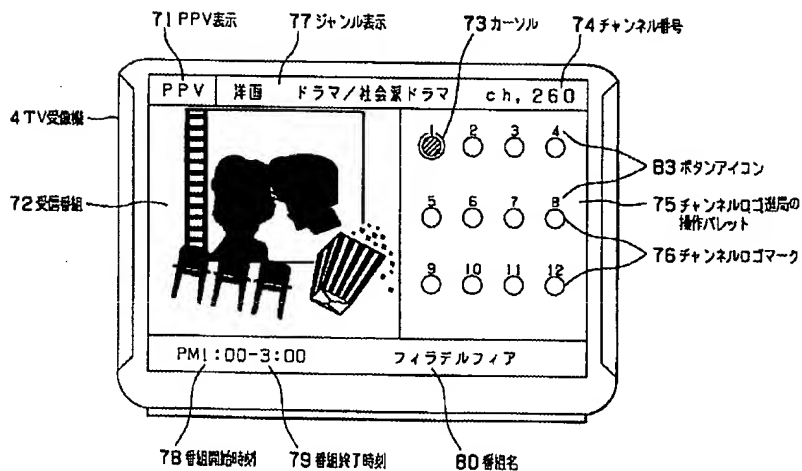 71 PPV表示
77 ジャンル表示
73 カーソル
74 チャンネル番号
PPV 洋画 ドラマ/社会派ドラマ ch, 260
4 TV受像機
1 2 3 4
83 ボタンアイコン
72 受信番組
5 6 7 8
75 チャンネルロゴ選局の
操作パレット
76 チャンネルロゴマーク
9 10 11 12
PM1:00-3:00 フィラデルフィア
78 番組開始時刻
79 番組終了時刻
80 番組名